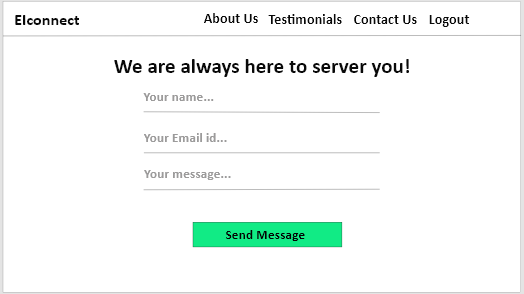 Elconnect About Us Testimonials Contact Us Logout
We are always here to server you!
Your name...
Your Email id...
Your message...
Send Message